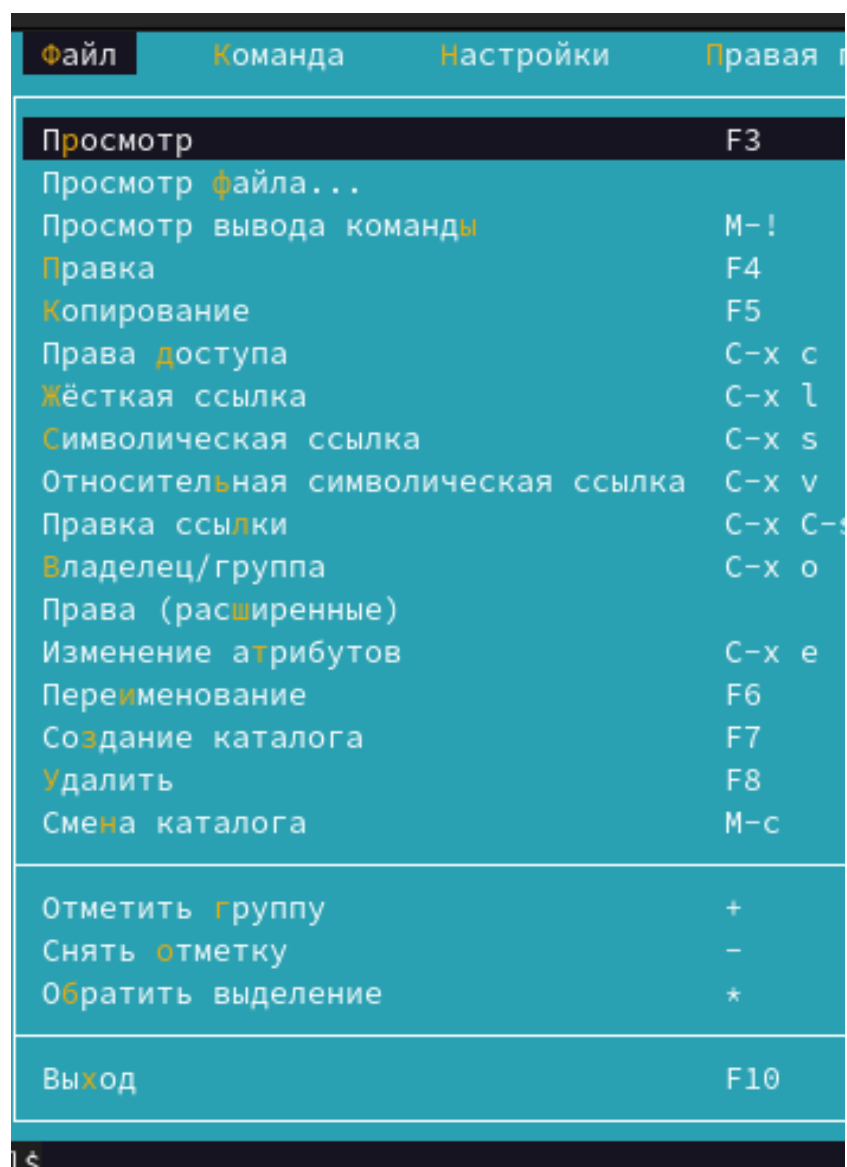 Файл Команда Настройки Правая
Просмотр F3
Просмотр файла...
Просмотр вывода команды M-!
Правка F4
Копирование F5
Права доступа C-x c
Жёсткая ссылка C-x l
Символическая ссылка C-x s
Относительная символическая ссылка C-x v
Правка ссылки C-x C-s
Владелец/группа C-x o
Права (расширенные)
Изменение атрибутов C-x e
Переименование F6
Создание каталога F7
Удалить F8
Смена каталога M-c
Отметить группу +
Снять отметку -
Обратить выделение *
Выход F10